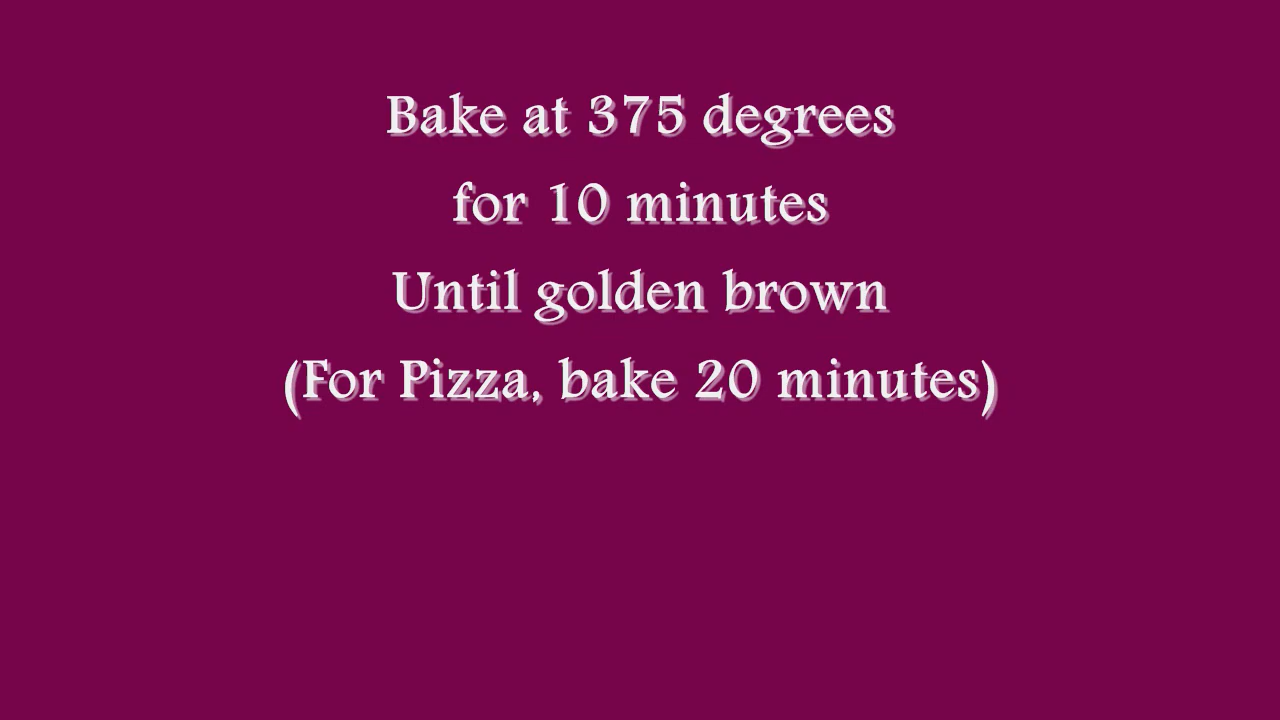 Bake at 375 degrees
for 10 minutes
Until golden brown
(For Pizza, bake 20 minutes)